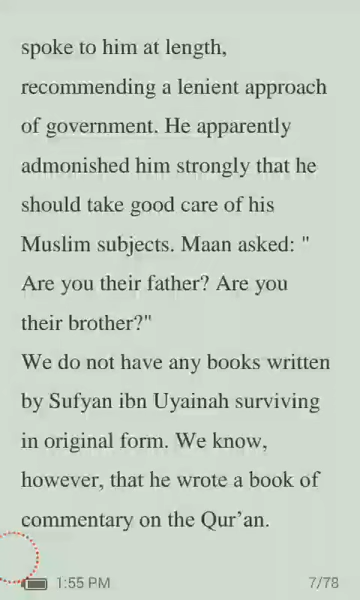 spoke to him at length,
recommending a lenient approach
of government. He apparently
admonished him strongly that he
should take good care of his
Muslim subjects. Maan asked: "
Are you their father? Are you
their brother?"
We do not have any books written
by Sufyan ibn Uyainah surviving
in original form. We know,
however, that he wrote a book of
commentary on the Qur’an.
1:55 PM 7/78